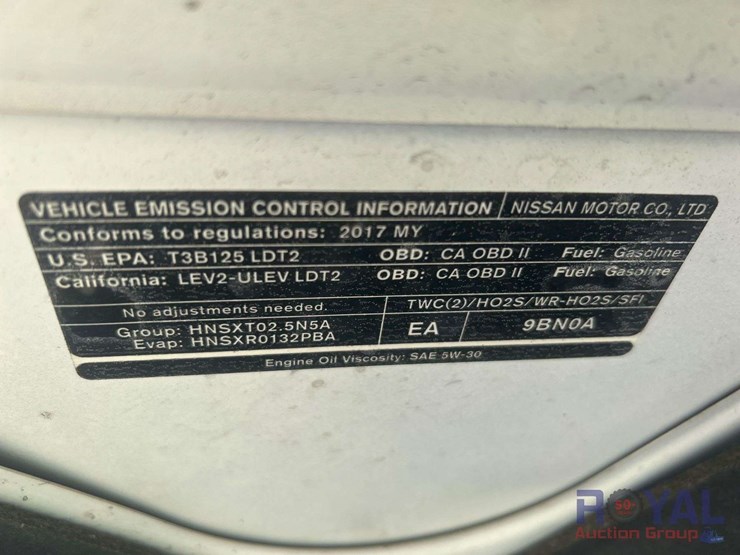 VEHICLE EMISSION CONTROL INFORMATION NISSAN MOTOR CO., LTD
Conforms to regulations: 2017 MY
U.S. EPA: T3B125 LDT2 OBD: CA OBD II Fuel: Gasoline
California: LEV2-ULEV LDT2 OBD: CA OBD II Fuel: Gasoline
No adjustments needed. TWC(2)/HO2S/WR-HO2S/SFI
Group: HNSXT02.5N5A EA 9BN0A
Evap: HNSXR0132PBA
Engine Oil Viscosity: SAE 5W-30
ROYAL
Auction Group